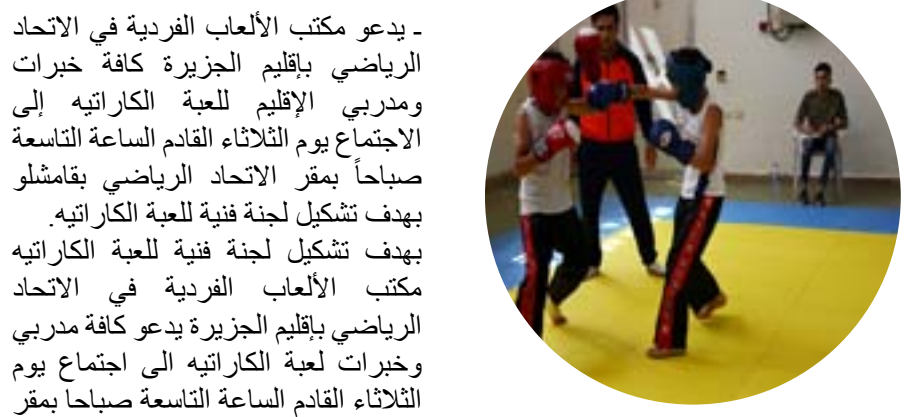 ـ يدعو مكتب الألعاب الفردية في الاتحاد
الرياضي بإقليم الجزيرة كافة خبرات
ومدربي الإقليم للعبة الكاراتيه إلى
الاجتماع يوم الثلاثاء القادم الساعة التاسعة
صباحاً بمقر الاتحاد الرياضي بقامشلو
بهدف تشكيل لجنة فنية للعبة الكاراتيه.
بهدف تشكيل لجنة فنية للعبة الكاراتيه
مكتب الألعاب الفردية في الاتحاد
الرياضي بإقليم الجزيرة يدعو كافة مدربي
وخبرات لعبة الكاراتيه الى اجتماع يوم
الثلاثاء القادم الساعة التاسعة صباحا بمقر